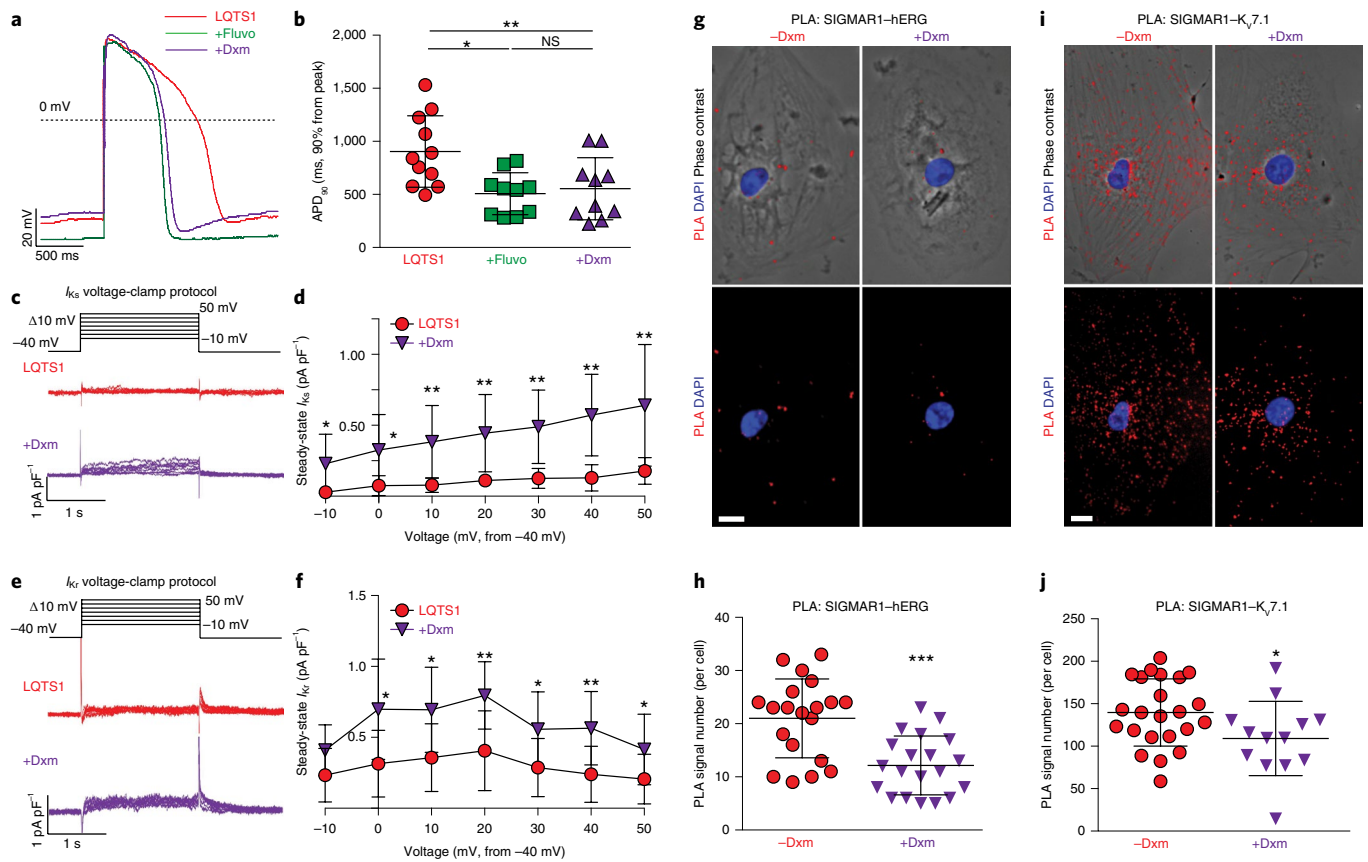 a
LQTS1
+Fluvo
+Dxm
0 mV
20 mV
500 ms
b
** 
* NS
2,000
1,500
1,000
500
0
APD90 (ms, 90% from peak)
LQTS1 +Fluvo +Dxm
c
IKs voltage-clamp protocol
50 mV
Δ10 mV
–40 mV
–10 mV
LQTS1
+Dxm
1 pA pF–1
1 s
d
LQTS1
+Dxm
1.00
0.50
Steady-state IKs (pA pF–1)
* * ** ** ** ** **
–10 0 10 20 30 40 50
Voltage (mV, from –40 mV)
e
IKr voltage-clamp protocol
50 mV
Δ10 mV
–40 mV
–10 mV
LQTS1
+Dxm
1 pA pF–1
1 s
f
LQTS1
+Dxm
1.5
1.0
0.5
Steady-state IKr (pA pF–1)
* * ** * ** *
–10 0 10 20 30 40 50
Voltage (mV, from –40 mV)
g
PLA: SIGMAR1–hERG
–Dxm +Dxm
PLA DAPI Phase contrast
PLA DAPI
h
PLA: SIGMAR1–hERG
40
30
20
10
0
PLA signal number (per cell)
***
–Dxm +Dxm
i
PLA: SIGMAR1–KV7.1
–Dxm +Dxm
PLA DAPI Phase contrast
PLA DAPI
j
PLA: SIGMAR1–KV7.1
250
200
150
100
50
0
PLA signal number (per cell)
*
–Dxm +Dxm